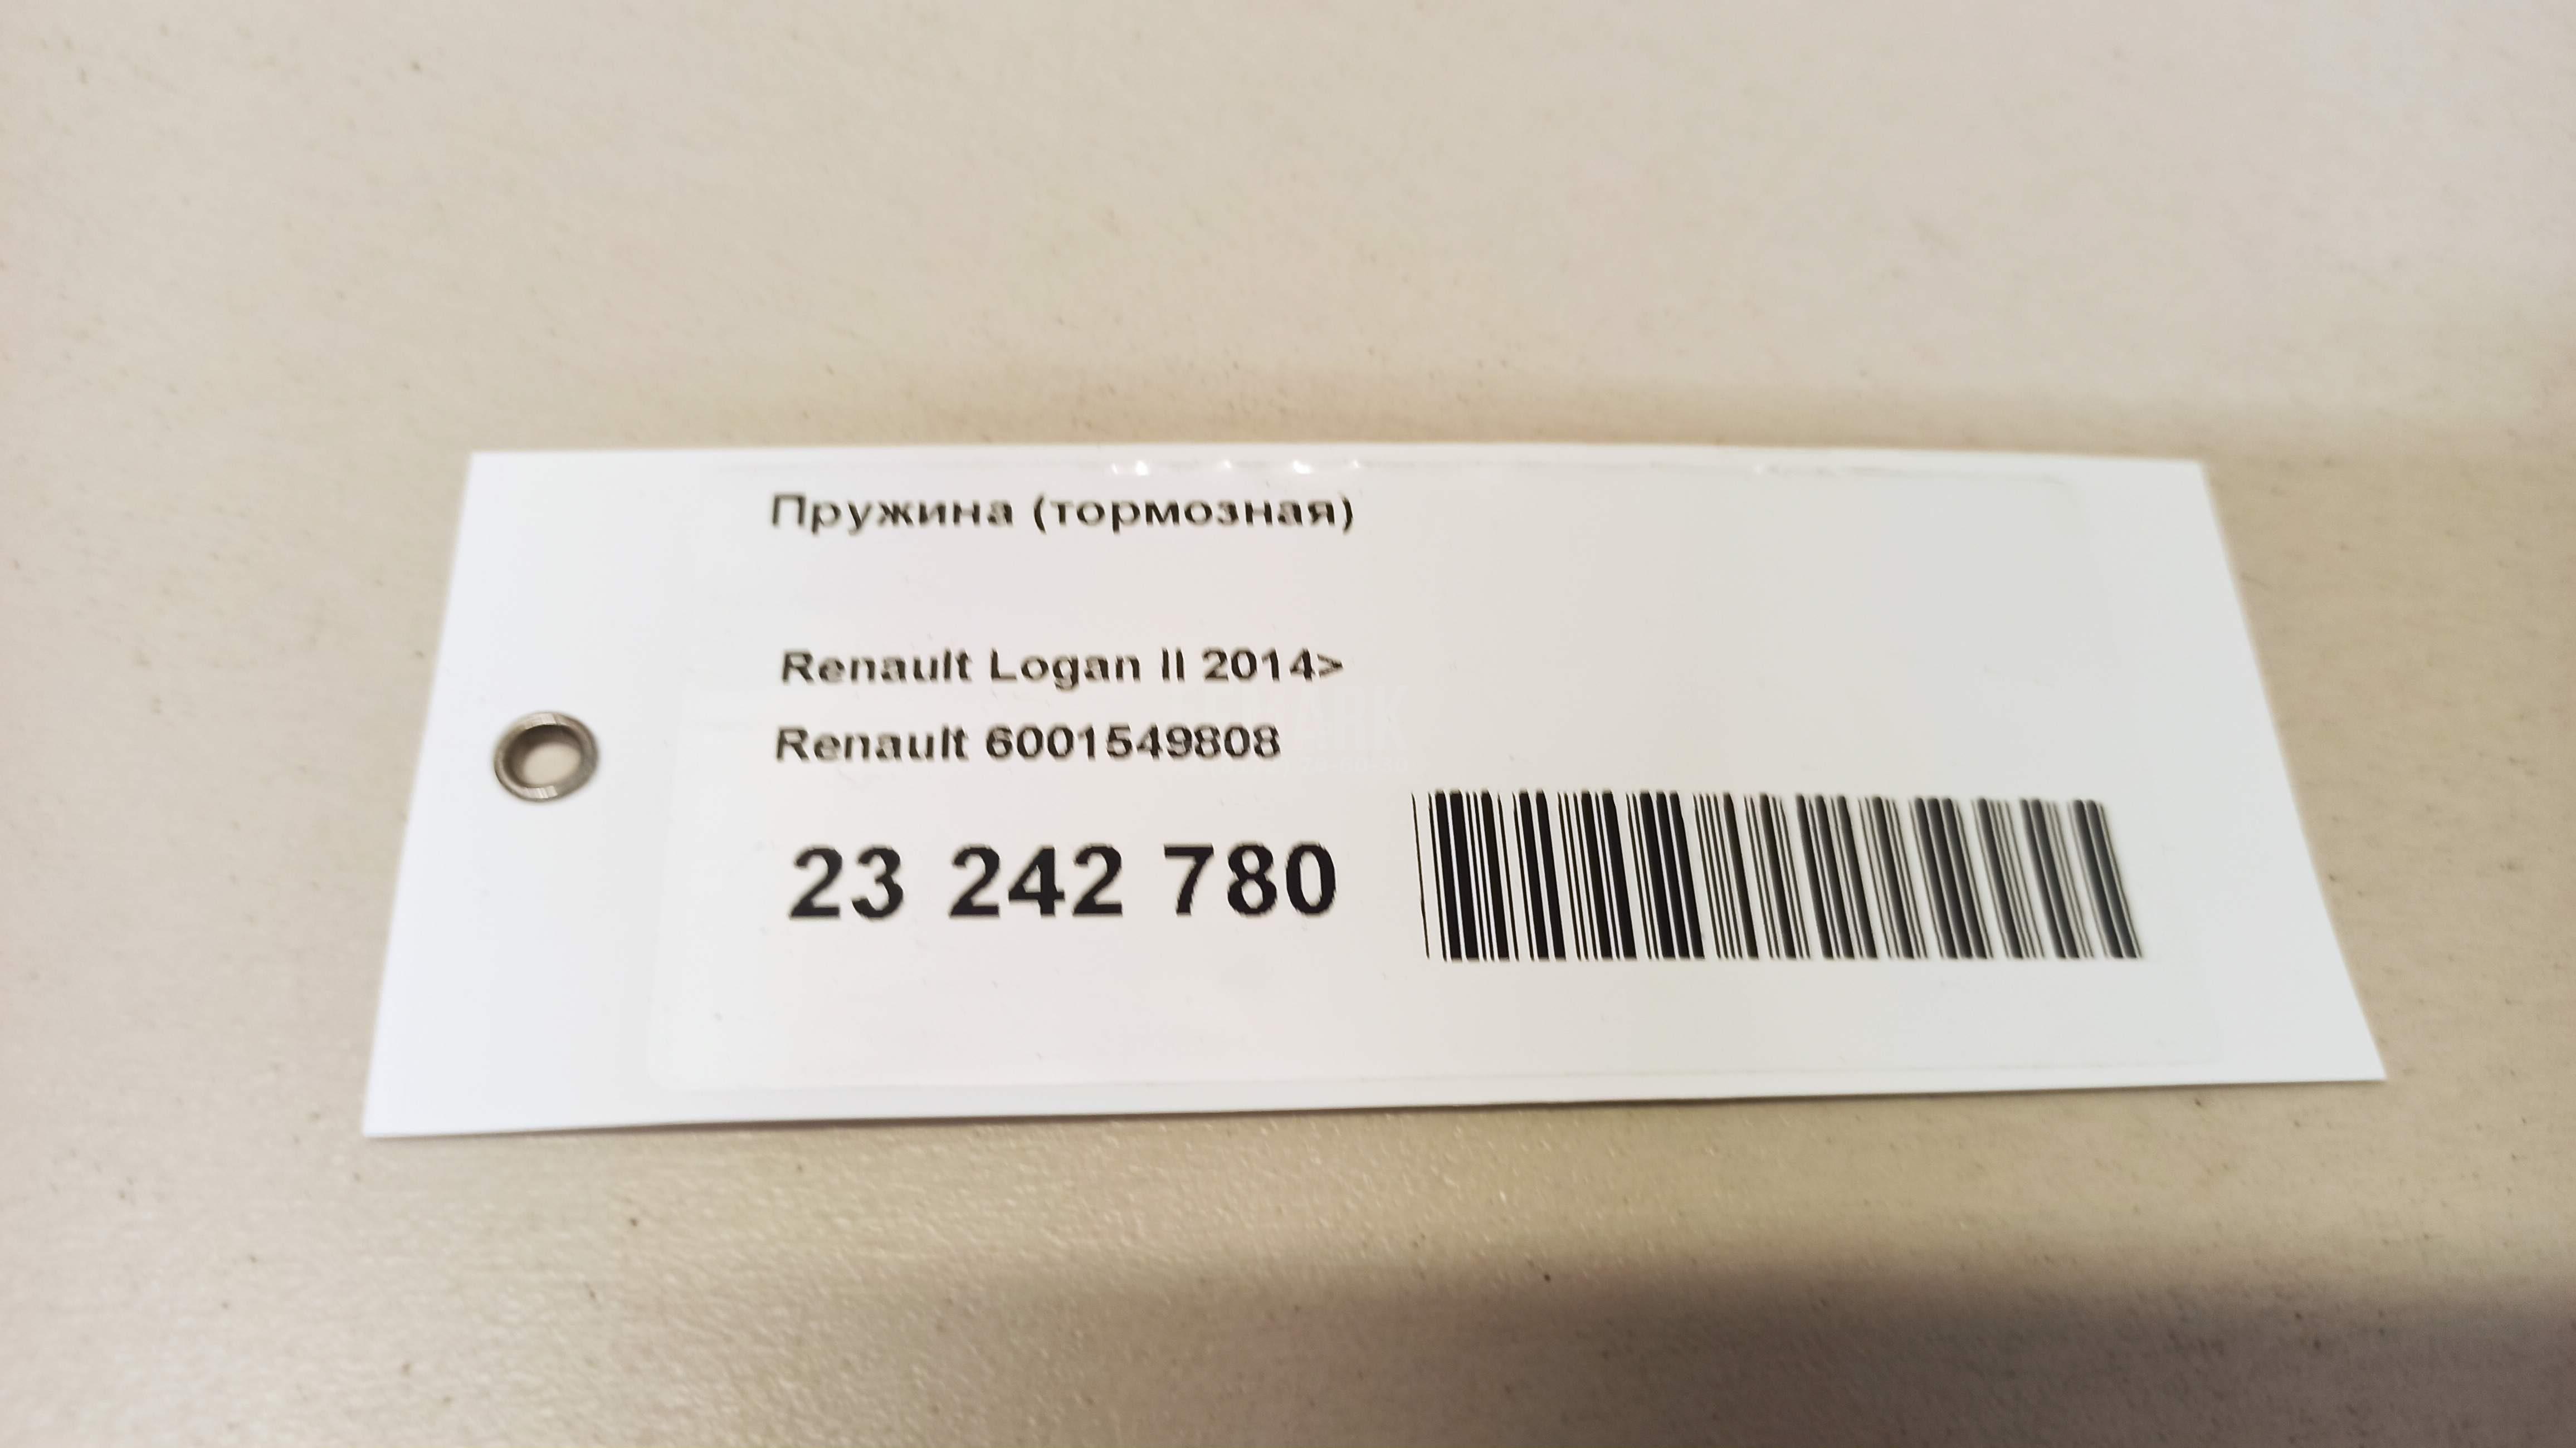 Пружина (тормозная)
Renault Logan II 2014>
Renault 6001549808
23 242 780